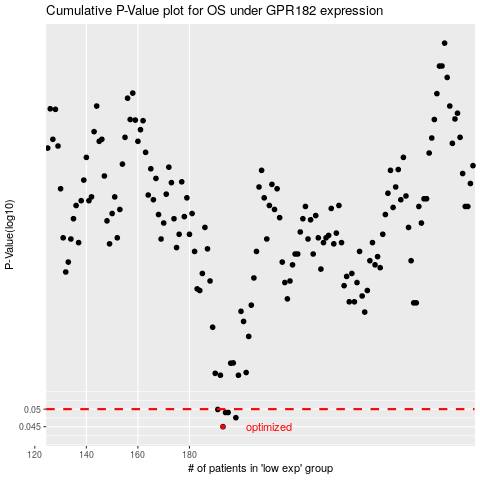 Cumulative P-Value plot for OS under GPR182 expression
P-Value(log10)
0.05
0.045
optimized
120 140 160 180
# of patients in 'low exp' group